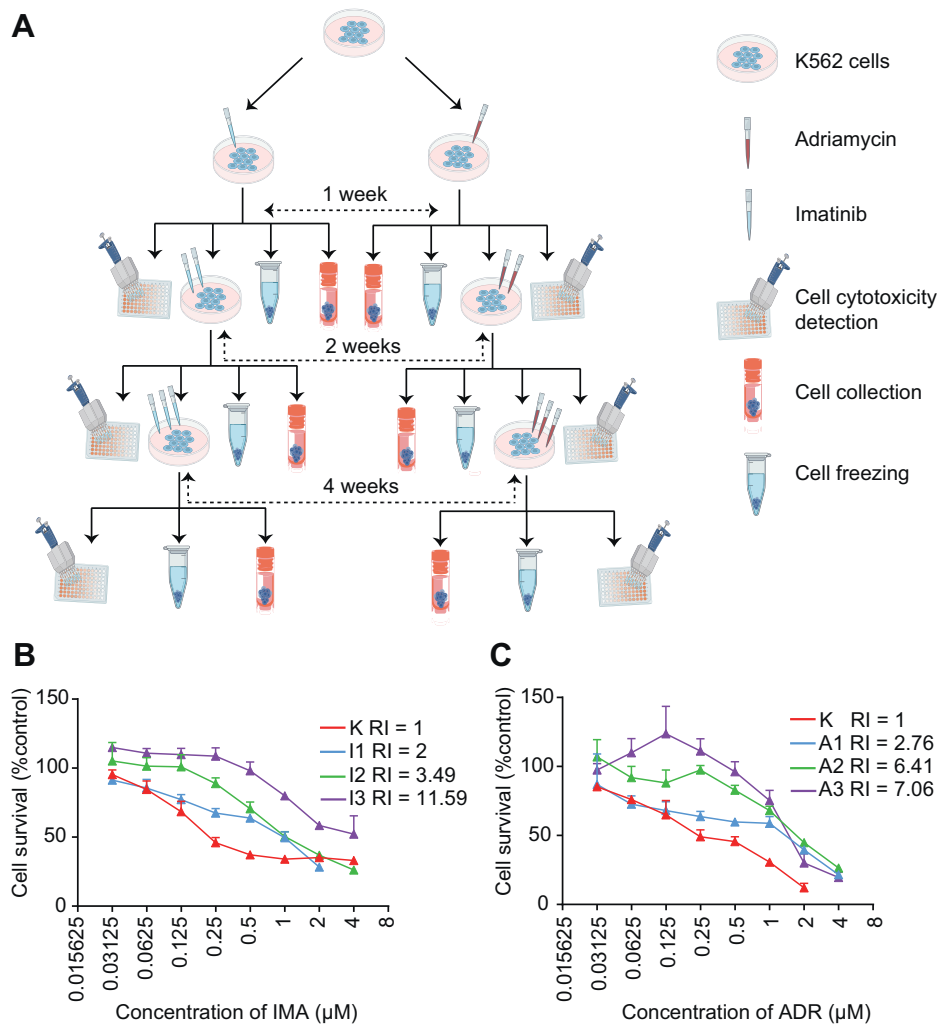 A
K562 cells
Adriamycin
1 week
Imatinib
Cell cytotoxicity
detection
2 weeks
Cell collection
4 weeks
Cell freezing
B
Cell survival (%control)
150
100
50
0
K RI = 1
I1 RI = 2
I2 RI = 3.49
I3 RI = 11.59
0.015625
0.03125
0.0625
0.125
0.25
0.5
1
2
4
8
Concentration of IMA (µM)
C
Cell survival (%control)
150
100
50
0
K RI = 1
A1 RI = 2.76
A2 RI = 6.41
A3 RI = 7.06
0.015625
0.03125
0.0625
0.125
0.25
0.5
1
2
4
8
Concentration of ADR (µM)